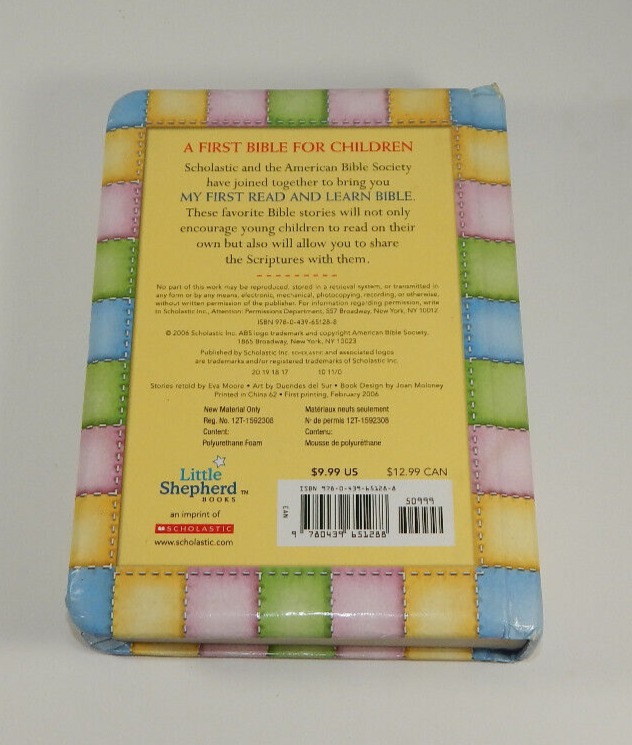 A FIRST BIBLE FOR CHILDREN
Scholastic and the American Bible Society
have joined together to bring you
MY FIRST READ AND LEARN BIBLE.
These favorite Bible stories will not only
encourage young children to read on their
own but also will allow you to share
the Scriptures with them.
No part of this work may be reproduced, stored in a retrieval system, or transmitted in
any form or by any means, electronic, mechanical, photocopying, recording, or otherwise,
without written permission of the publisher. For information regarding permission, write
to Scholastic Inc., Attention: Permissions Department, 557 Broadway, New York, NY 10012
ISBN 978-0-439-65128-8
© 2006 Scholastic Inc. ABS logo trademark and copyright American Bible Society,
1865 Broadway, New York, NY 10023
Published by Scholastic Inc. SCHOLASTIC and associated logos
are trademarks and/or registered trademarks of Scholastic Inc.
20 19 18 17 10 11/0
Stories retold by Eva Moore • Art by Duendes del Sur • Book Design by Joan Moloney
Printed in China 62 • First printing, February 2006
New Material Only
Reg. No. 12T-1592308
Content:
Polyurethane Foam
Matériaux neufs seulement
Nº de permis 12T-1592308
Contenu:
Mousse de polyuréthane
Little
Shepherd™
BOOKS
an imprint of
SCHOLASTIC
www.scholastic.com
$9.99 US $12.99 CAN
ISBN 978-0-439-65128-8
50999
EAN
9 780439 651288